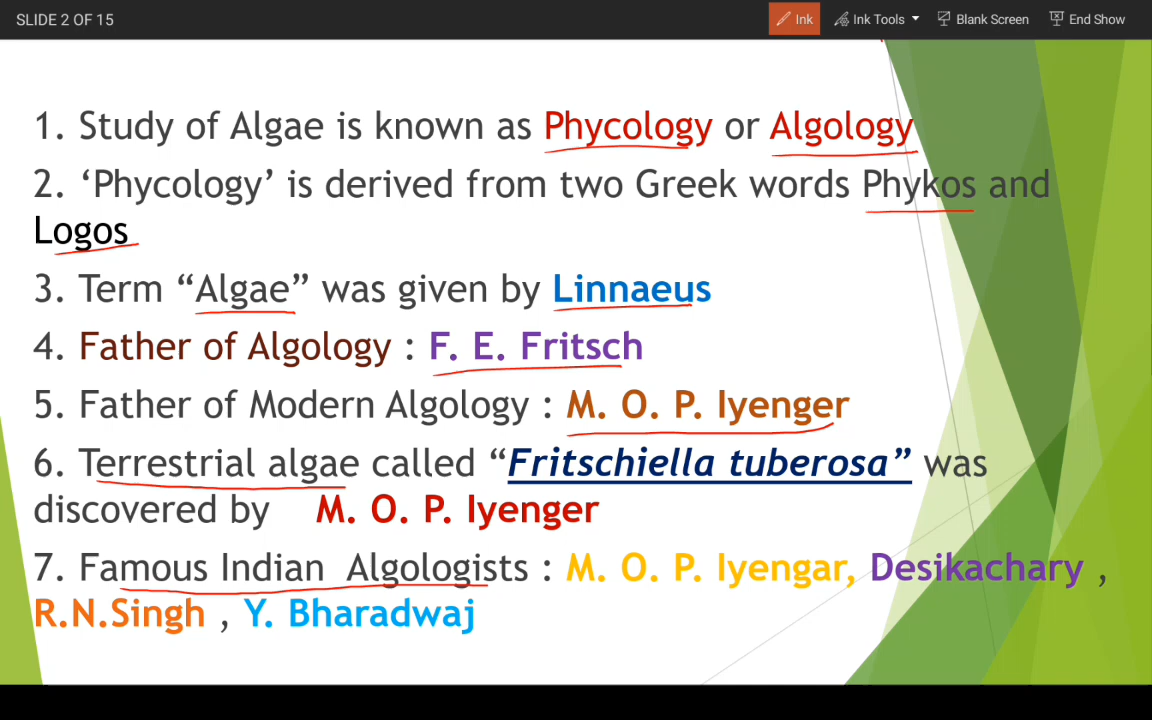 SLIDE 2 OF 15
Ink
Ink Tools
Blank Screen
End Show
1. Study of Algae is known as Phycology or Algology
2. ‘Phycology’ is derived from two Greek words Phykos and
Logos
3. Term “Algae” was given by Linnaeus
4. Father of Algology : F. E. Fritsch
5. Father of Modern Algology : M. O. P. Iyenger
6. Terrestrial algae called “Fritschiella tuberosa” was
discovered by M. O. P. Iyenger
7. Famous Indian Algologists : M. O. P. Iyengar, Desikachary ,
R.N.Singh , Y. Bharadwaj